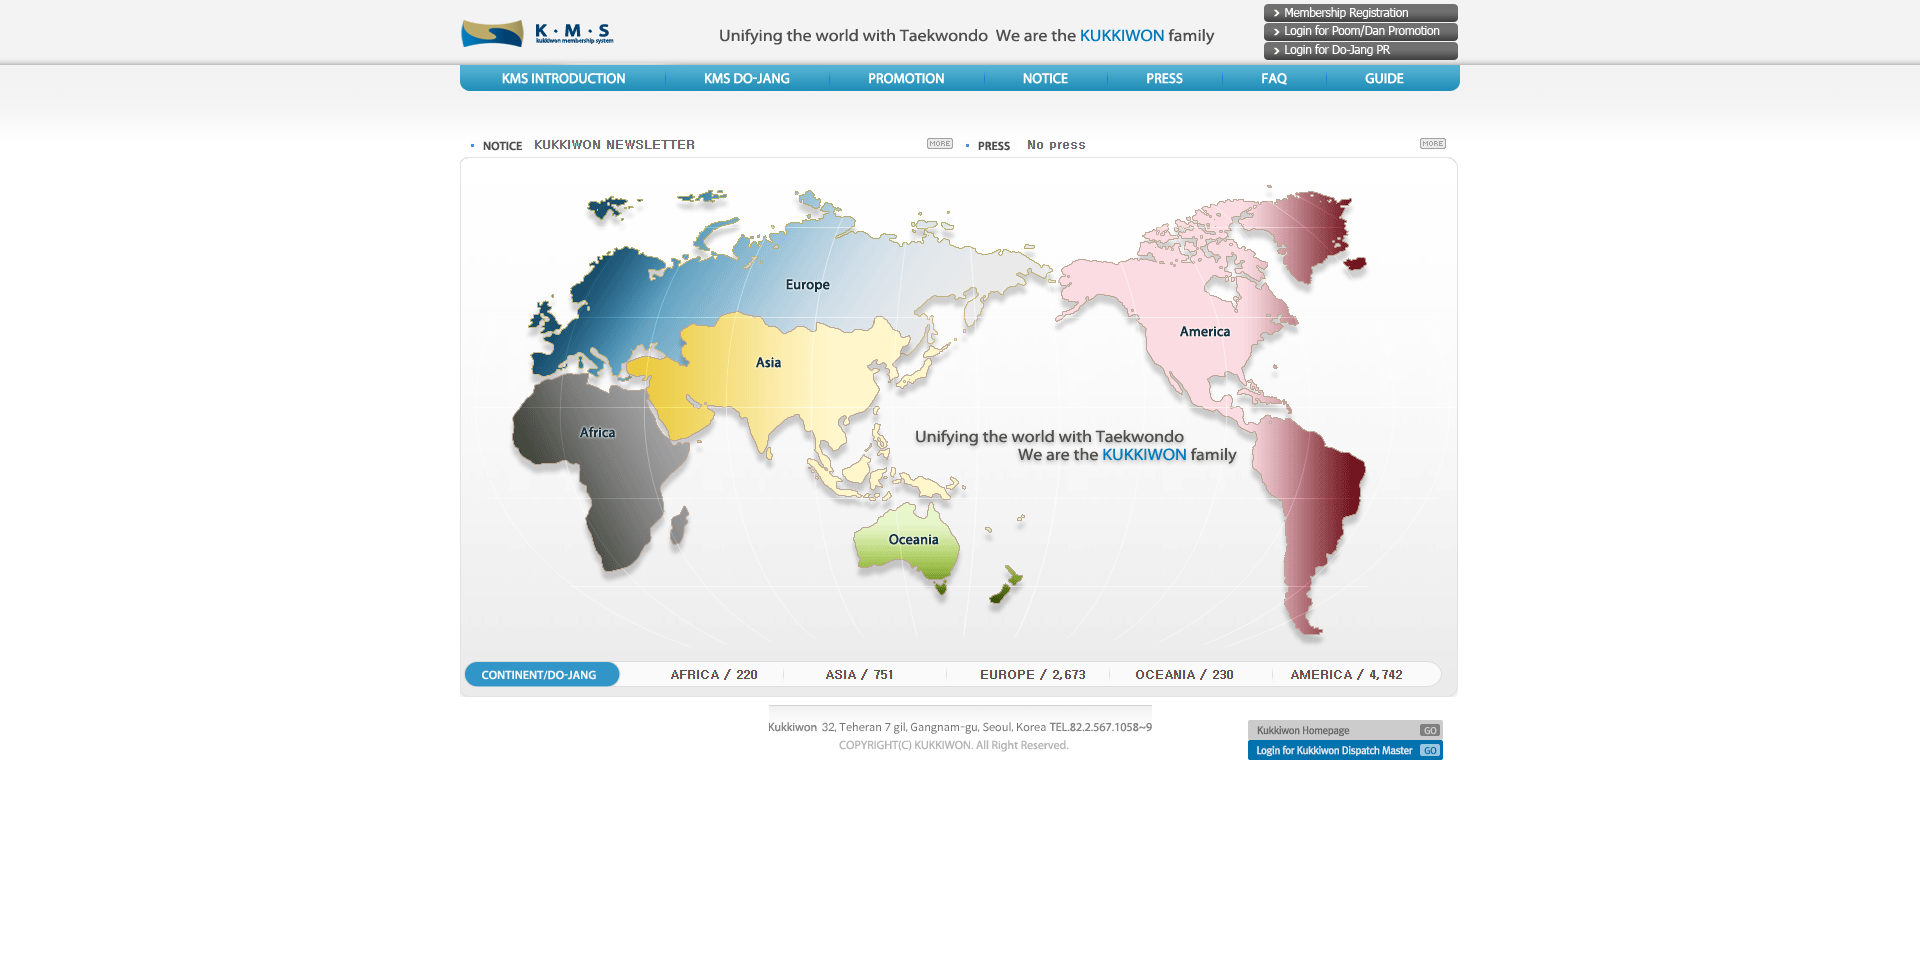 K·M·S
kukkiwon membership system
Unifying the world with Taekwondo We are the KUKKIWON family
Membership Registration
Login for Poom/Dan Promotion
Login for Do-Jang PR
KMS INTRODUCTION KMS DO-JANG PROMOTION NOTICE PRESS FAQ GUIDE
NOTICE KUKKIWON NEWSLETTER MORE PRESS No press MORE
Europe
America
Asia
Africa
Unifying the world with Taekwondo
We are the KUKKIWON family
Oceania
CONTINENT/DO-JANG AFRICA / 220 ASIA / 751 EUROPE / 2,673 OCEANIA / 230 AMERICA / 4,742
Kukkiwon 32, Teheran 7 gil, Gangnam-gu, Seoul, Korea TEL.82.2.567.1058~9
COPYRIGHT(C) KUKKIWON. All Right Reserved.
Kukkiwon Homepage GO
Login for Kukkiwon Dispatch Master GO